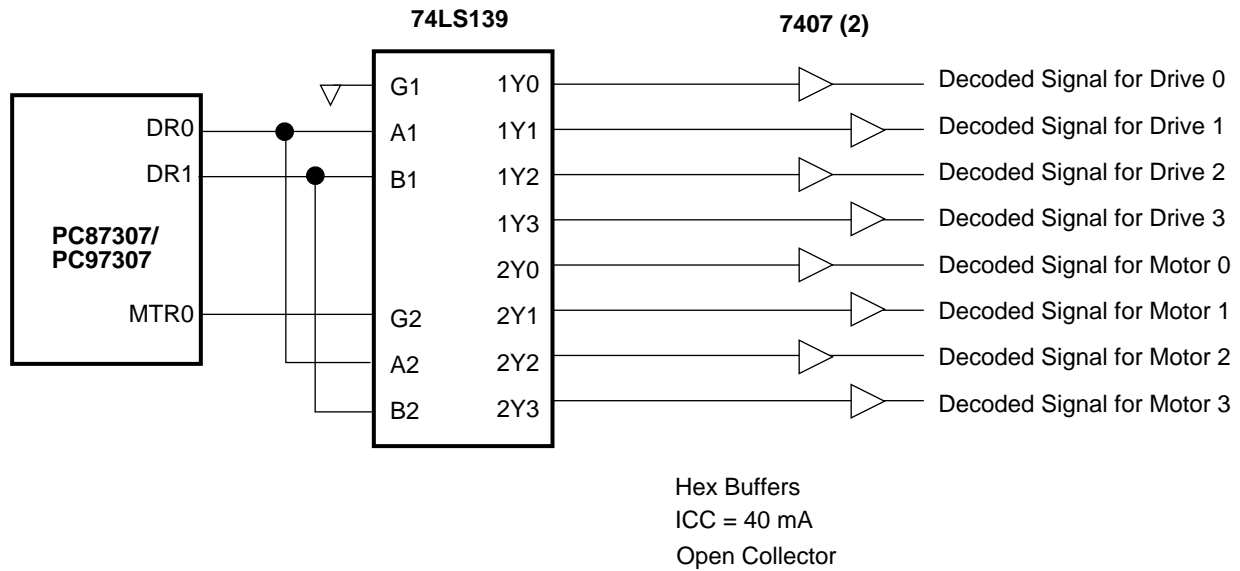 74LS139
7407 (2)
G1 1Y0 Decoded Signal for Drive 0
DR0 A1 1Y1 Decoded Signal for Drive 1
DR1 B1 1Y2 Decoded Signal for Drive 2
1Y3 Decoded Signal for Drive 3
PC87307/
PC97307
2Y0 Decoded Signal for Motor 0
MTR0 G2 2Y1 Decoded Signal for Motor 1
A2 2Y2 Decoded Signal for Motor 2
B2 2Y3 Decoded Signal for Motor 3
Hex Buffers
ICC = 40 mA
Open Collector